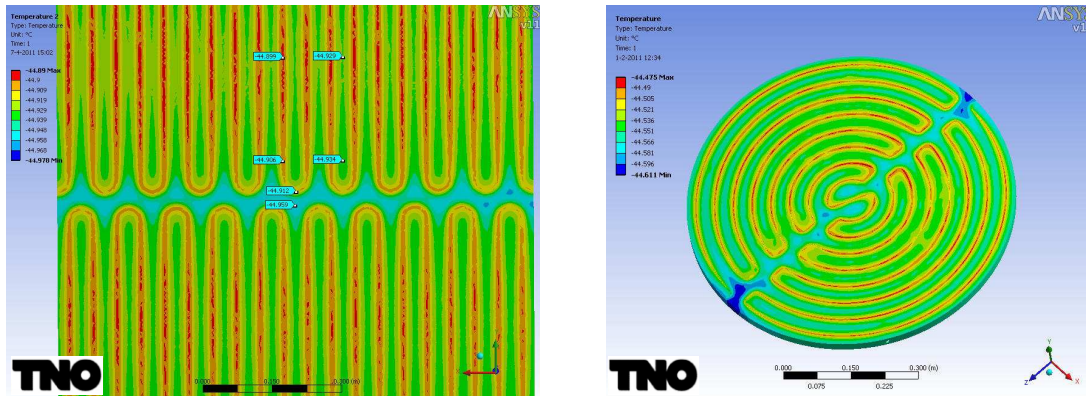 Temperature 2
Type: Temperature
Unit: °C
Time: 1
7-4-2011 15:02
-44.89 Max
-44.9
-44.909
-44.919
-44.929
-44.939
-44.948
-44.958
-44.968
-44.978 Min
ANSYS
v11
-44.899
-44.929
-44.906
-44.934
-44.912
-44.959
TNO
0.000
0.150
0.300 (m)
Temperature
Type: Temperature
Unit: °C
Time: 1
1-2-2011 12:34
-44.475 Max
-44.49
-44.505
-44.521
-44.536
-44.551
-44.566
-44.581
-44.596
-44.611 Min
ANSYS
v1
TNO
0.000
0.150
0.300 (m)
0.075
0.225
Y
Z
X